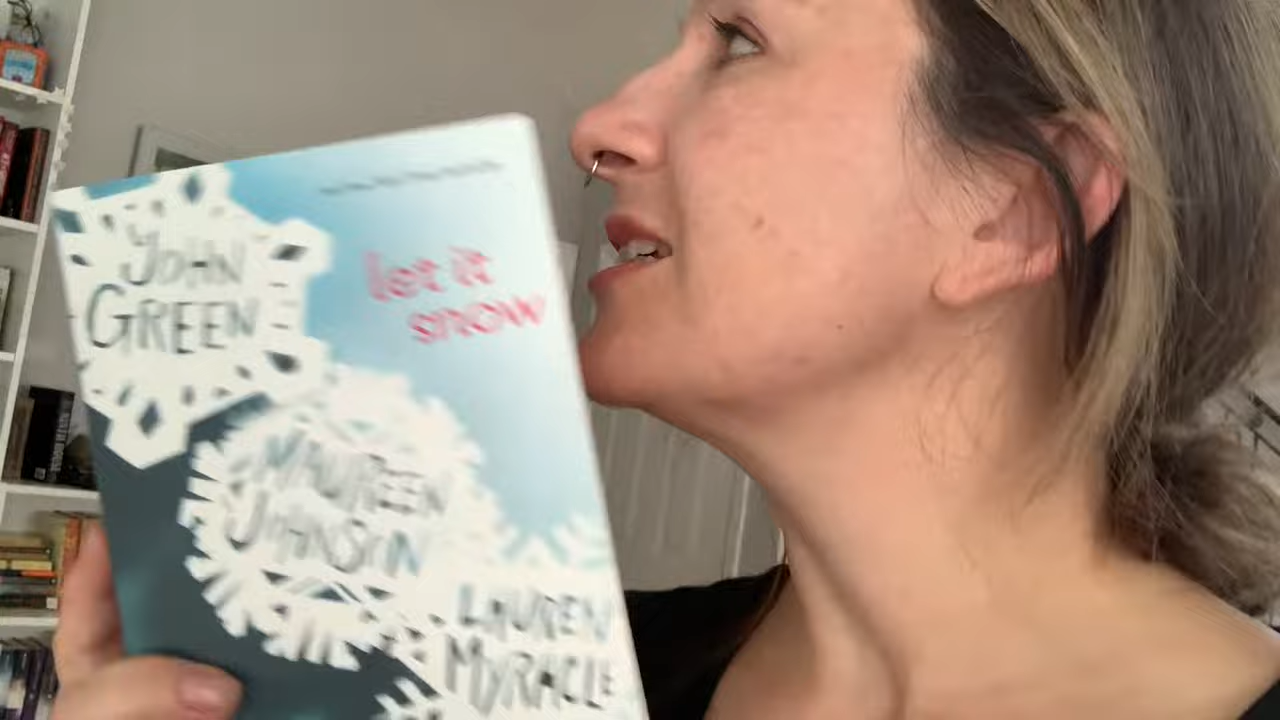 JOHN
GREEN
let it
snow
MAUREEN
JOHNSON
LAUREN
MYRACLE